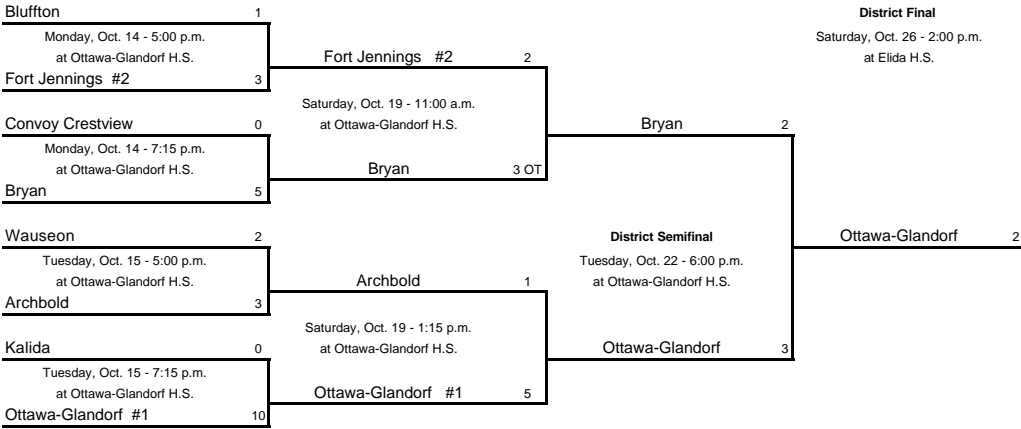 Bluffton 1
Monday, Oct. 14 - 5:00 p.m.
at Ottawa-Glandorf H.S.
Fort Jennings #2 3
Convoy Crestview 0
Monday, Oct. 14 - 7:15 p.m.
at Ottawa-Glandorf H.S.
Bryan 5
Wauseon 2
Tuesday, Oct. 15 - 5:00 p.m.
at Ottawa-Glandorf H.S.
Archbold 3
Kalida 0
Tuesday, Oct. 15 - 7:15 p.m.
at Ottawa-Glandorf H.S.
Ottawa-Glandorf #1 10
Fort Jennings #2 2
Saturday, Oct. 19 - 11:00 a.m.
at Ottawa-Glandorf H.S.
Bryan 3 OT
Archbold 1
Saturday, Oct. 19 - 1:15 p.m.
at Ottawa-Glandorf H.S.
Ottawa-Glandorf #1 5
Bryan 2
District Semifinal
Tuesday, Oct. 22 - 6:00 p.m.
at Ottawa-Glandorf H.S.
Ottawa-Glandorf 3
District Final
Saturday, Oct. 26 - 2:00 p.m.
at Elida H.S.
Ottawa-Glandorf 2